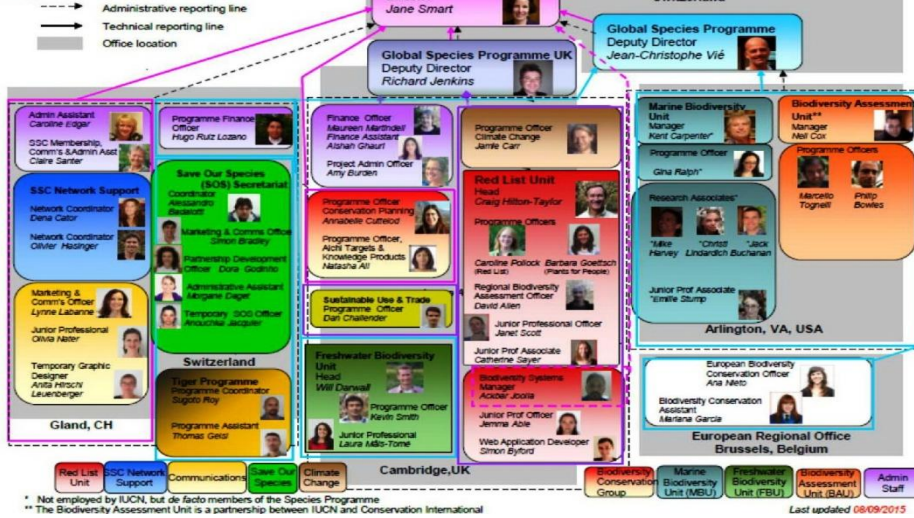 Administrative reporting line
Technical reporting line
Office location
Jane Smart
Switzerland
Global Species Programme UK
Deputy Director
Richard Jenkins
Global Species Programme
Deputy Director
Jean-Christophe Vié
Admin Assistant
Caroline Edgar
SSC Membership,
Comm's &Admin Asst
Claire Santer
SSC Network Support
Network Coordinator
Dena Cator
Network Coordinator
Olivier Hasinger
Marketing &
Comm's Officer
Lynne Labanne
Junior Professional
Olivia Nater
Temporary Graphic
Designer
Anita Hirschi
Leuenberger
Gland, CH
Programme Finance
Officer
Hugo Ruiz Lozano
Save Our Species
(SOS) Secretariat
Coordinator
Alessandro
Badalotti
Marketing & Comms Office
Simon Bradley
Partnership Development
Officer Dora Godinho
Administrative Assistant
Morgane Dager
Temporary SOS Officer
Anouchka Jacquier
Switzerland
Tiger Programme
Programme Coordinator
Sugoto Roy
Programme Assistant
Thomas Geisl
Finance Officer
Maureen Martindell
Finance Assistant
Aishah Ghauri
Project Admin Officer
Amy Burden
Programme Officer
Conservation Planning
Annabelle Cuttelod
Programme Officer,
Aichi Targets &
Knowledge Products
Natasha Ali
Sustainable Use & Trade
Programme Officer
Dan Challender
Freshwater Biodiversity
Unit
Head
Will Darwall
Programme Officer
Kevin Smith
Junior Professional
Laura Máis-Tomé
Programme Officer
Climate Change
Jamie Carr
Red List Unit
Head
Craig Hilton-Taylor
Programme Officers
Caroline Pollock Barbara Goettsch
(Red List) (Plants for People)
Regional Biodiversity
Assessment Officer
David Allen
Junior Professional Officer
Janet Scott
Junior Prof Associate
Catherine Sayer
Biodiversity Systems
Manager
Ackbar Joolia
Junior Prof Officer
Jemma Able
Web Application Developer
Simon Byford
Cambridge,UK
Marine Biodiversity
Unit
Manager
Kent Carpenter*
Programme Officer
Gina Ralph*
Research Associates*
*Mike *Christi *Jack
Harvey Lindardich Buchanan
Junior Prof Associate
*Emilie Stump
Biodiversity Assessment
Unit**
Manager
Neil Cox
Programme Officers
Marcelo Philip
Tognelli Bowles
Arlington, VA, USA
European Biodiversity
Conservation Officer
Ana Nieto
Biodiversity Conservation
Assistant
Mariana Garcia
European Regional Office
Brussels, Belgium
Red List
Unit
SSC Network
Support
Communications
Save Our
Species
Climate
Change
Biodiversity
Conservation
Group
Marine
Biodiversity
Unit (MBU)
Freshwater
Biodiversity
Unit (FBU)
Biodiversity
Assessment
Unit (BAU)
Admin
Staff
* Not employed by IUCN, but de facto members of the Species Programme
** The Biodiversity Assessment Unit is a partnership between IUCN and Conservation International
Last updated 08/09/2015